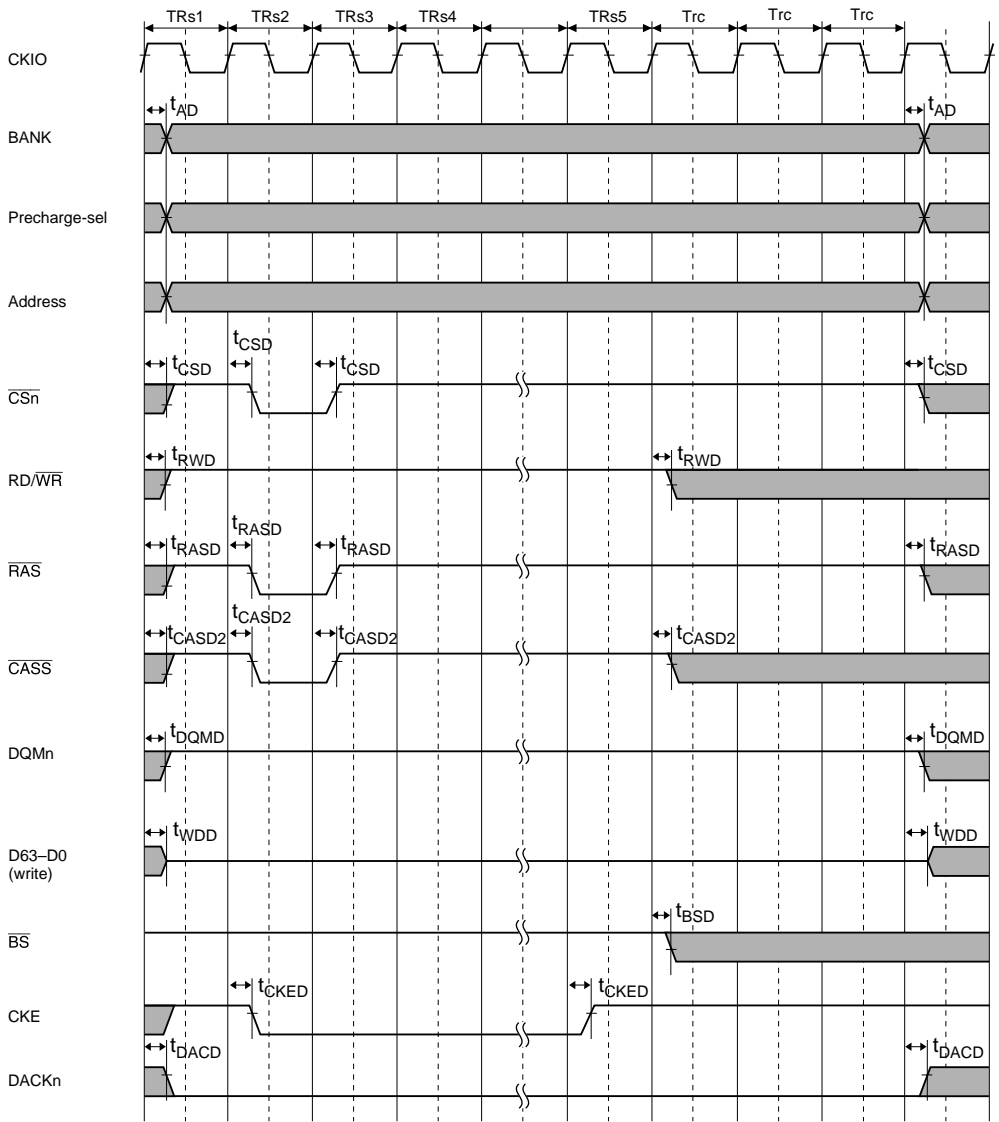 TRs1 TRs2 TRs3 TRs4 TRs5 Trc Trc Trc
CKIO
tAD tAD
BANK
Precharge-sel
Address
tCSD tCSD tCSD tCSD
CSn
tRWD tRWD
RD/WR
tRASD tRASD tRASD tRASD
RAS
tCASD2 tCASD2 tCASD2 tCASD2
CASS
tDQMD tDQMD
DQMn
tWDD tWDD
D63–D0
(write)
tBSD
BS
tCKED tCKED
CKE
tDACD tDACD
DACKn